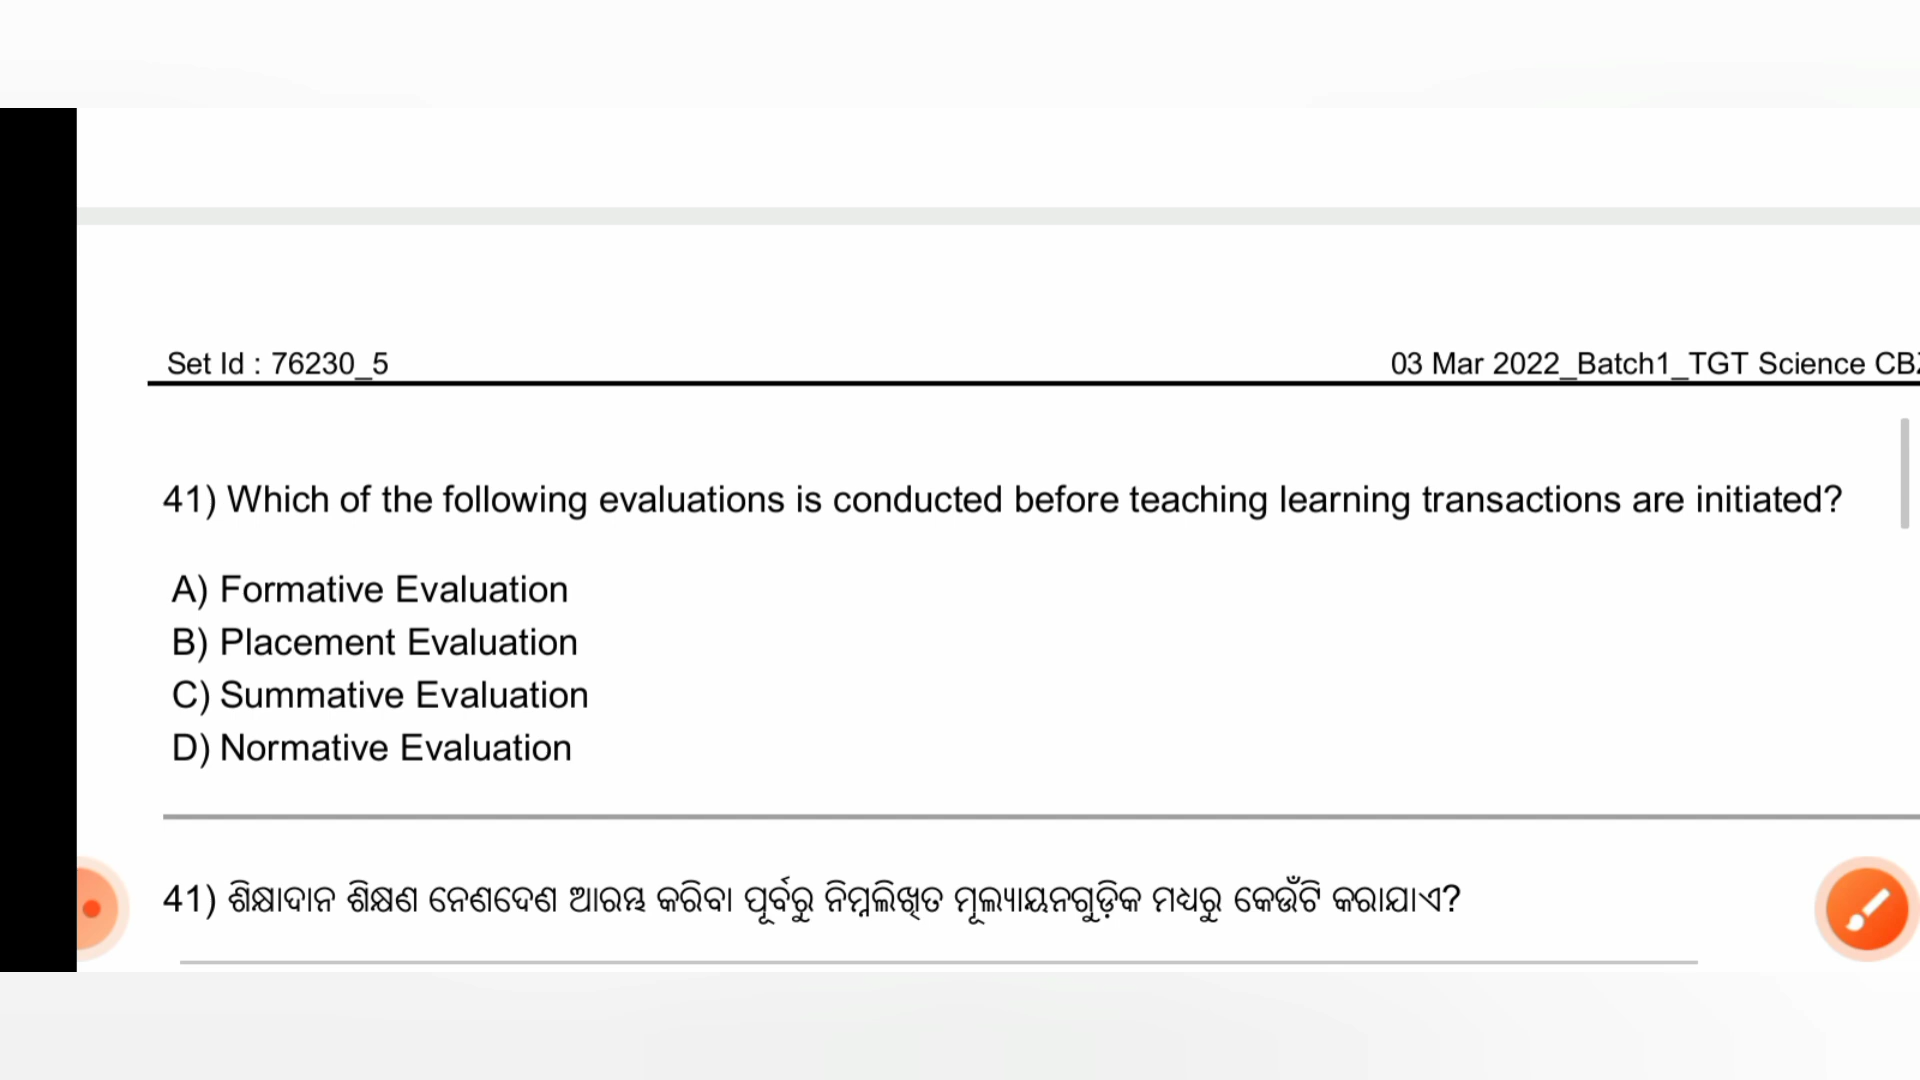 Set Id : 76230_5
03 Mar 2022_Batch1_TGT Science CBZ
41) Which of the following evaluations is conducted before teaching learning transactions are initiated?
A) Formative Evaluation
B) Placement Evaluation
C) Summative Evaluation
D) Normative Evaluation
41) ଶିକ୍ଷାଦାନ ଶିକ୍ଷଣ ନେଣଦେଣ ଆରମ୍ଭ କରିବା ପୂର୍ବରୁ ନିମ୍ନଲିଖିତ ମୂଲ୍ୟାୟନଗୁଡ଼ିକ ମଧ୍ୟରୁ କେଉଁଟି କରାଯାଏ?